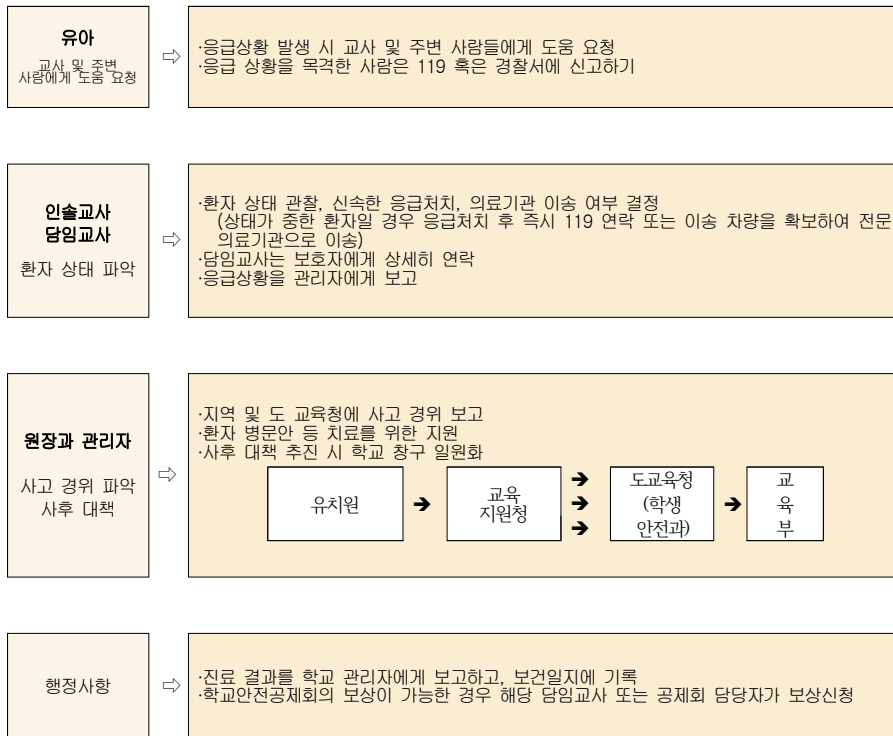 유아
교사 및 주변
사람에게 도움 요청
⇨
·응급상황 발생 시 교사 및 주변 사람들에게 도움 요청
·응급 상황을 목격한 사람은 119 혹은 경찰서에 신고하기
인솔교사
담임교사
환자 상태 파악
⇨
·환자 상태 관찰, 신속한 응급처치, 의료기관 이송 여부 결정
(상태가 중한 환자일 경우 응급처치 후 즉시 119 연락 또는 이송 차량을 확보하여 전문
의료기관으로 이송)
·담임교사는 보호자에게 상세히 연락
·응급상황을 관리자에게 보고
원장과 관리자
사고 경위 파악
사후 대책
⇨
·지역 및 도 교육청에 사고 경위 보고
·환자 병문안 등 치료를 위한 지원
·사후 대책 추진 시 학교 창구 일원화
유치원
➔
교육
지원청
➔
➔
➔
도교육청
(학생
안전과)
➔
교
육
부
행정사항
⇨
·진료 결과를 학교 관리자에게 보고하고, 보건일지에 기록
·학교안전공제회의 보상이 가능한 경우 해당 담임교사 또는 공제회 담당자가 보상신청